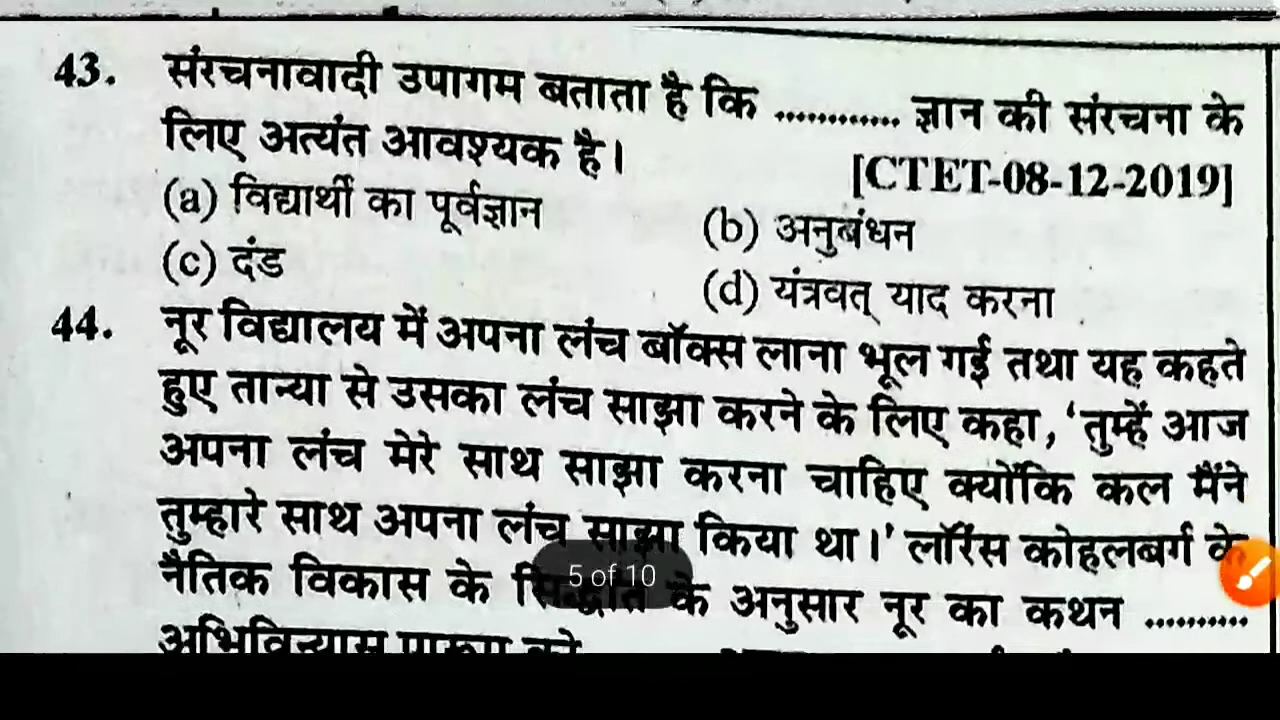 43. संरचनावादी उपागम बताता है कि ............ ज्ञान की संरचना के
लिए अत्यंत आवश्यक है।
[CTET-08-12-2019]
(a) विद्यार्थी का पूर्वज्ञान
(b) अनुबंधन
(c) दंड
(d) यंत्रवत् याद करना
44. नूर विद्यालय में अपना लंच बॉक्स लाना भूल गई तथा यह कहते
हुए तान्या से उसका लंच साझा करने के लिए कहा, 'तुम्हें आज
अपना लंच मेरे साथ साझा करना चाहिए क्योंकि कल मैंने
तुम्हारे साथ अपना लंच साझा किया था।' लॉरेंस कोहलबर्ग के
नैतिक विकास के सिद्धांत के अनुसार नूर का कथन ..........
5 of 10
अभिविन्यास प्रारूप को